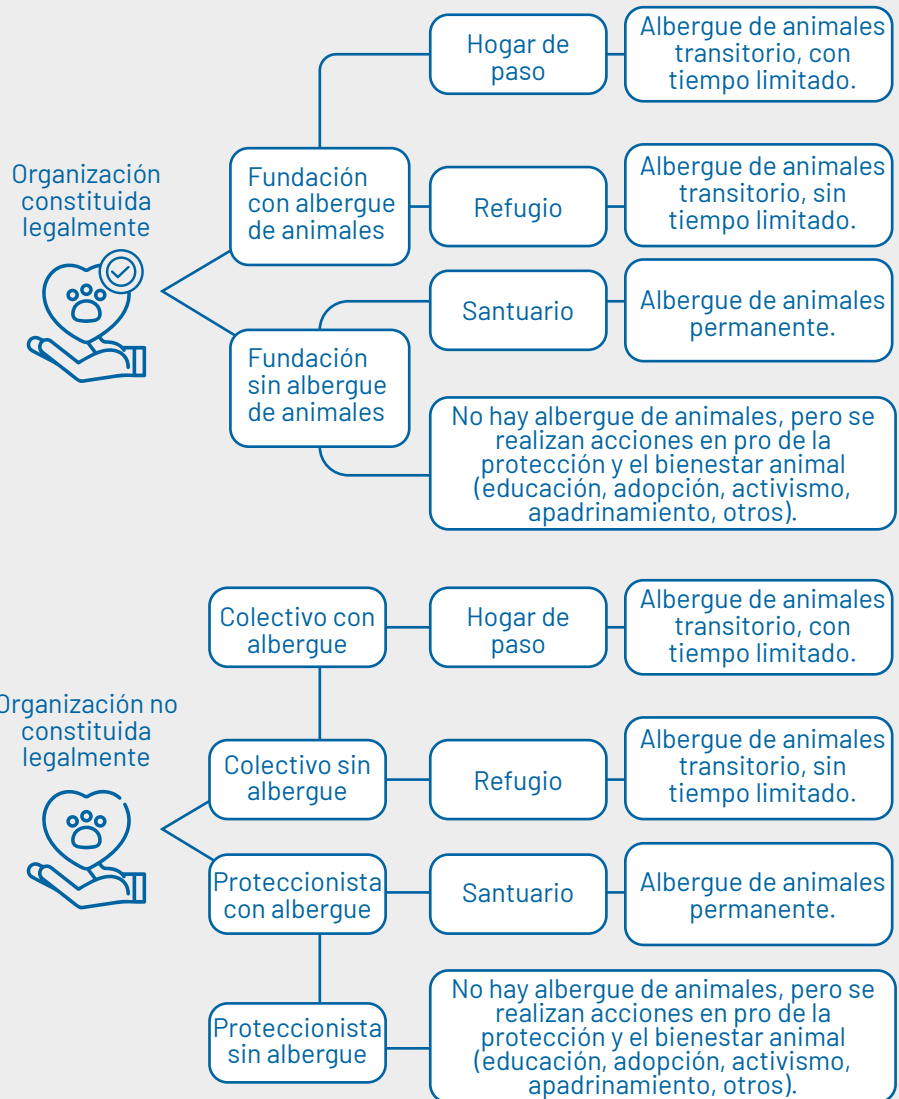 Hogar de
paso
Albergue de animales
transitorio, con
tiempo limitado.
Organización
constituida
legalmente
Fundación
con albergue
de animales
Refugio
Albergue de animales
transitorio, sin
tiempo limitado.
Santuario
Albergue de animales
permanente.
Fundación
sin albergue
de animales
No hay albergue de animales, pero se
realizan acciones en pro de la
protección y el bienestar animal
(educación, adopción, activismo,
apadrinamiento, otros).
Colectivo con
albergue
Hogar de
paso
Albergue de animales
transitorio, con
tiempo limitado.
Organización no
constituida
legalmente
Colectivo sin
albergue
Refugio
Albergue de animales
transitorio, sin
tiempo limitado.
Proteccionista
con albergue
Santuario
Albergue de animales
permanente.
Proteccionista
sin albergue
No hay albergue de animales, pero se
realizan acciones en pro de la
protección y el bienestar animal
(educación, adopción, activismo,
apadrinamiento, otros).